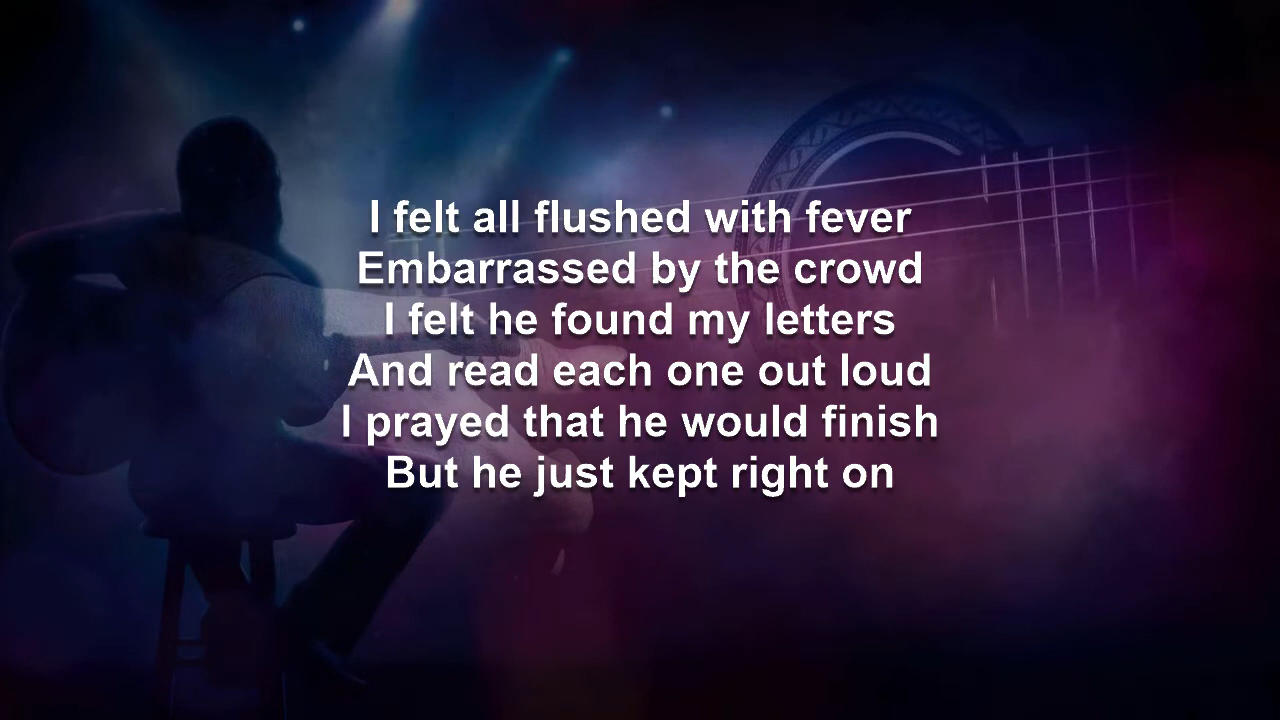 I felt all flushed with fever
Embarrassed by the crowd
I felt he found my letters
And read each one out loud
I prayed that he would finish
But he just kept right on